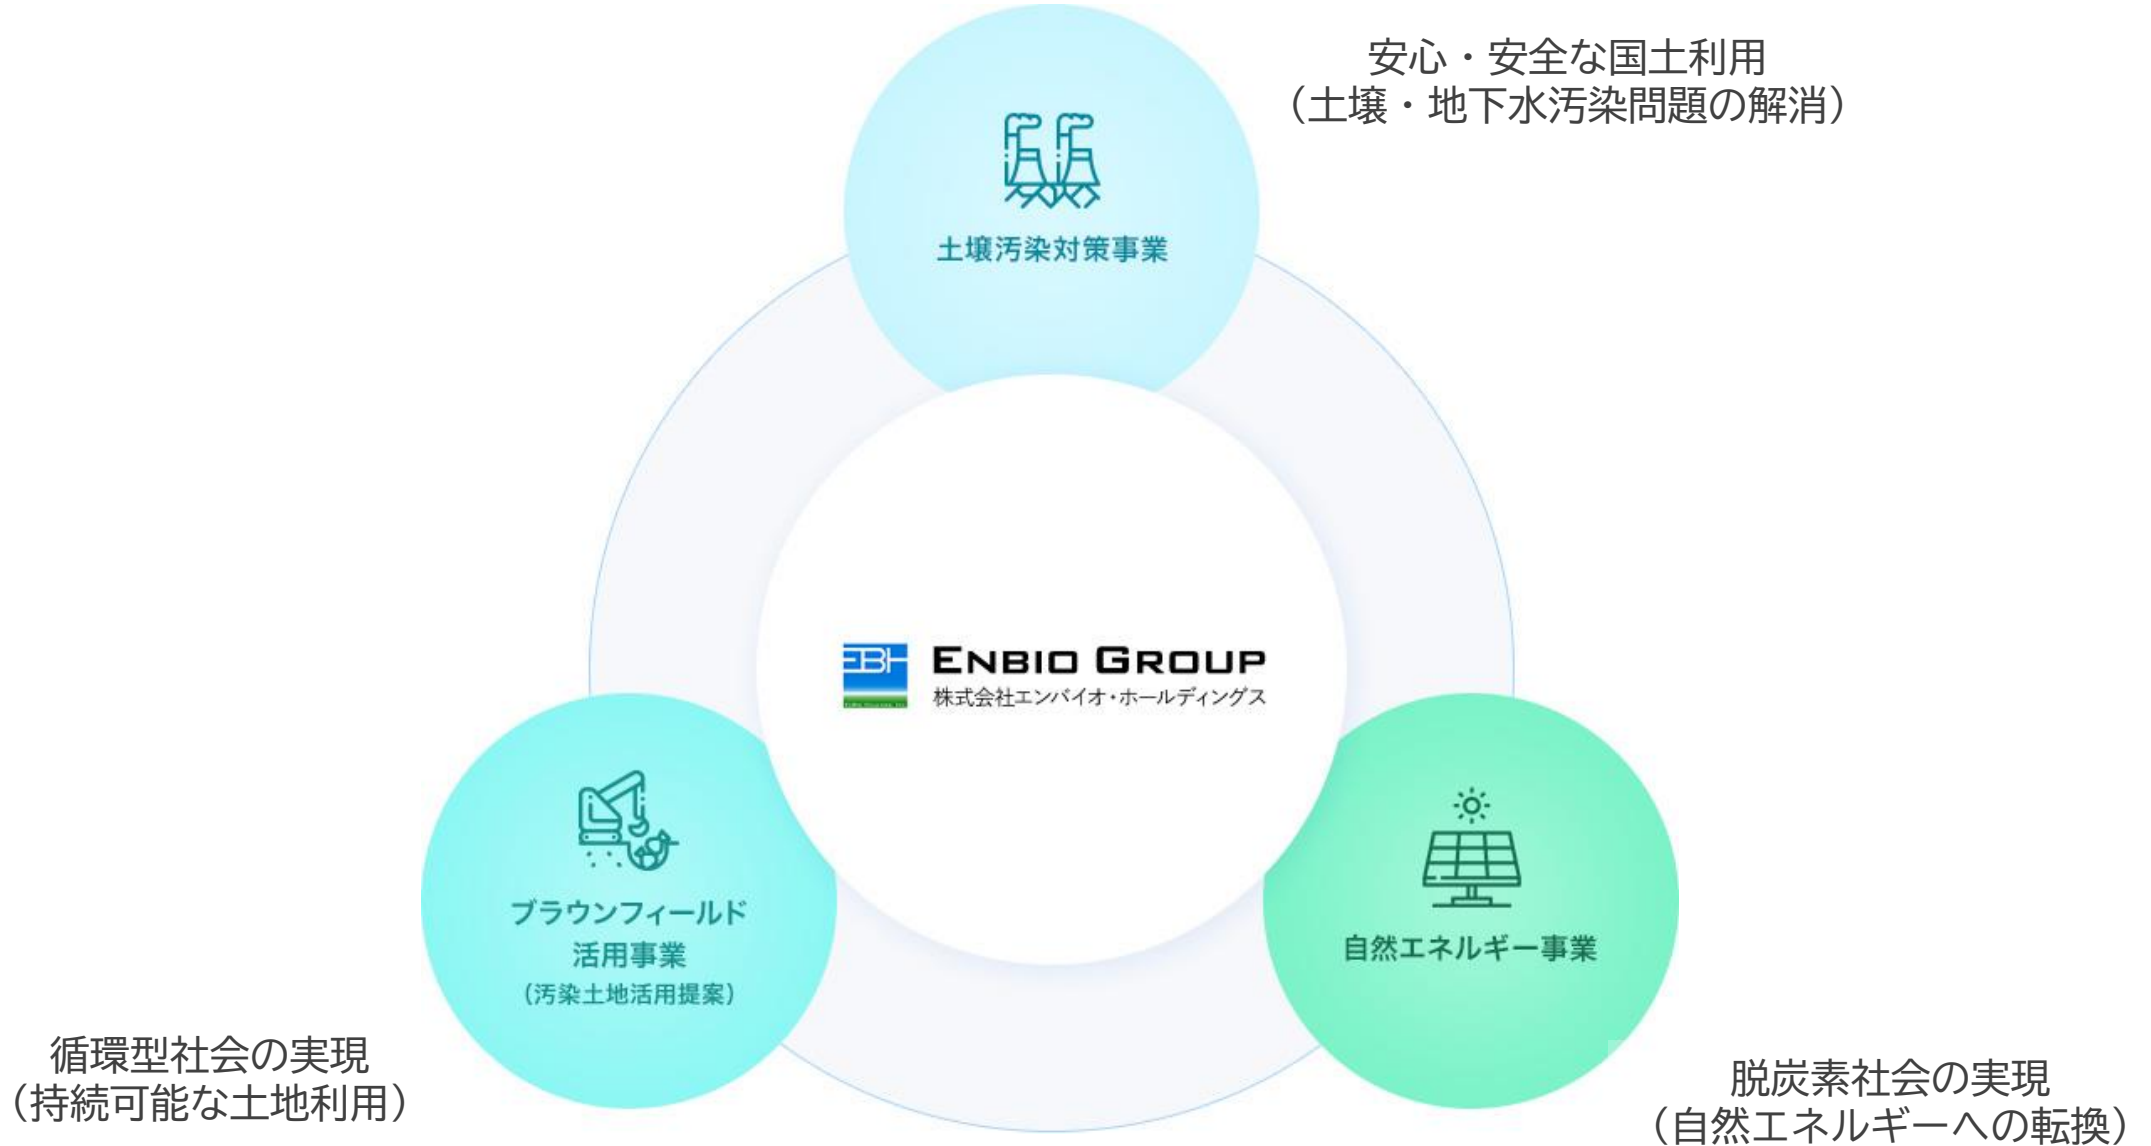 安心・安全な国土利用
（土壌・地下水汚染問題の解消）
土壌汚染対策事業
EBH
ENBIO GROUP
株式会社エンバイオ・ホールディングス
ブラウンフィールド
活用事業
（汚染土地活用提案）
自然エネルギー事業
循環型社会の実現
（持続可能な土地利用）
脱炭素社会の実現
（自然エネルギーへの転換）